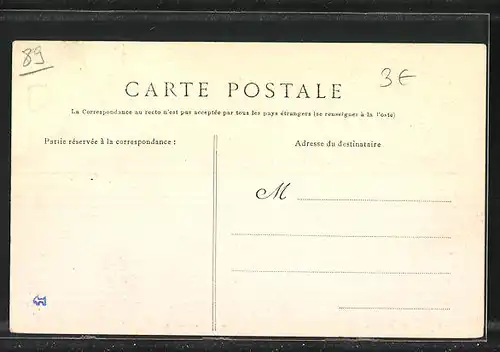 89
3€
CARTE POSTALE
La Correspondance au recto n'est pas acceptée par tous les pays étrangers (se renseigner à la Poste)
Partie réservée à la correspondance :
Adresse du destinataire
M